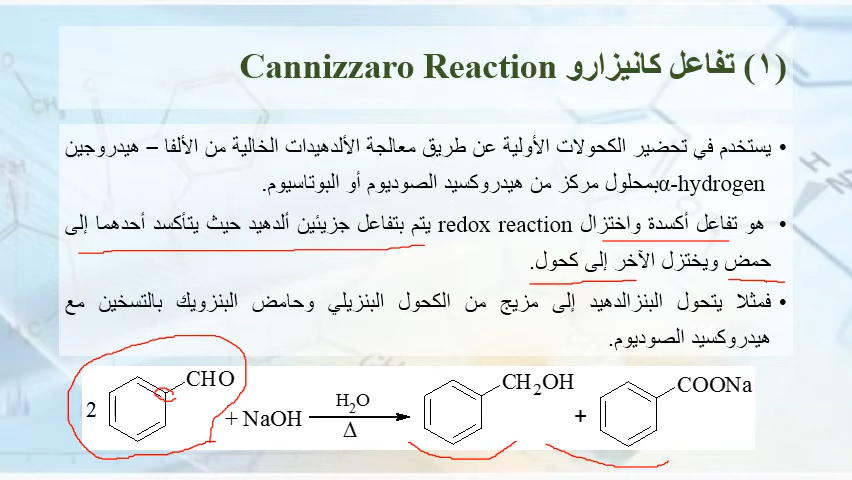 (١) تفاعل كانيزارو Cannizzaro Reaction
• يستخدم في تحضير الكحولات الأولية عن طريق معالجة الألدهيدات الخالية من الألفا – هيدروجين
α-hydrogen بمحلول مركز من هيدروكسيد الصوديوم أو البوتاسيوم.
• هو تفاعل أكسدة واختزال redox reaction يتم بتفاعل جزيئين ألدهيد حيث يتأكسد أحدهما إلى
حمض ويختزل الآخر إلى كحول.
• فمثلا يتحول البنزالدهيد إلى مزيج من الكحول البنزيلي وحامض البنزويك بالتسخين مع
هيدروكسيد الصوديوم.
2 CHO + NaOH H₂O Δ CH₂OH + COONa